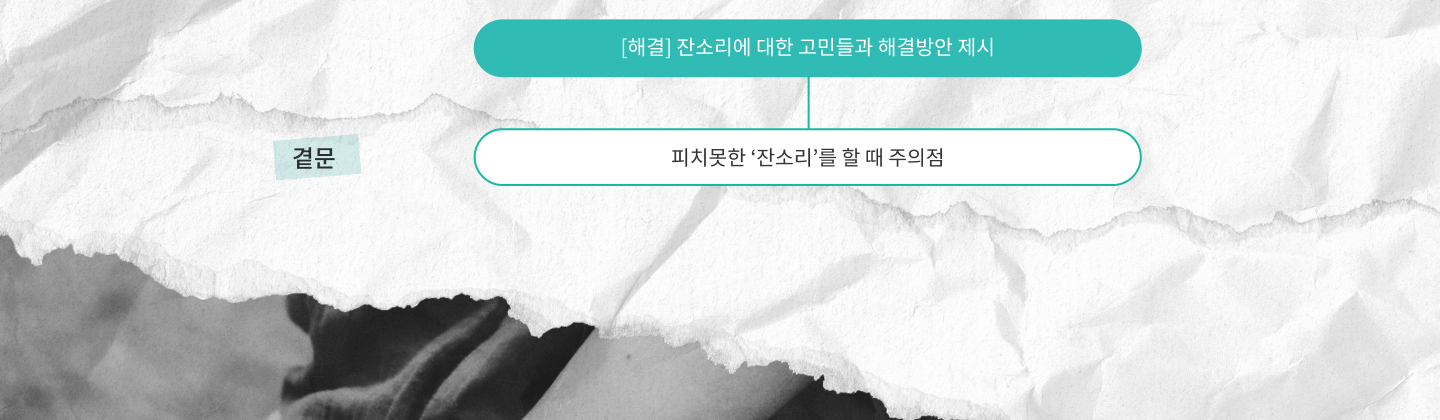 [해결] 잔소리에 대한 고민들과 해결방안 제시
곁문
피치못한 ‘잔소리’를 할 때 주의점